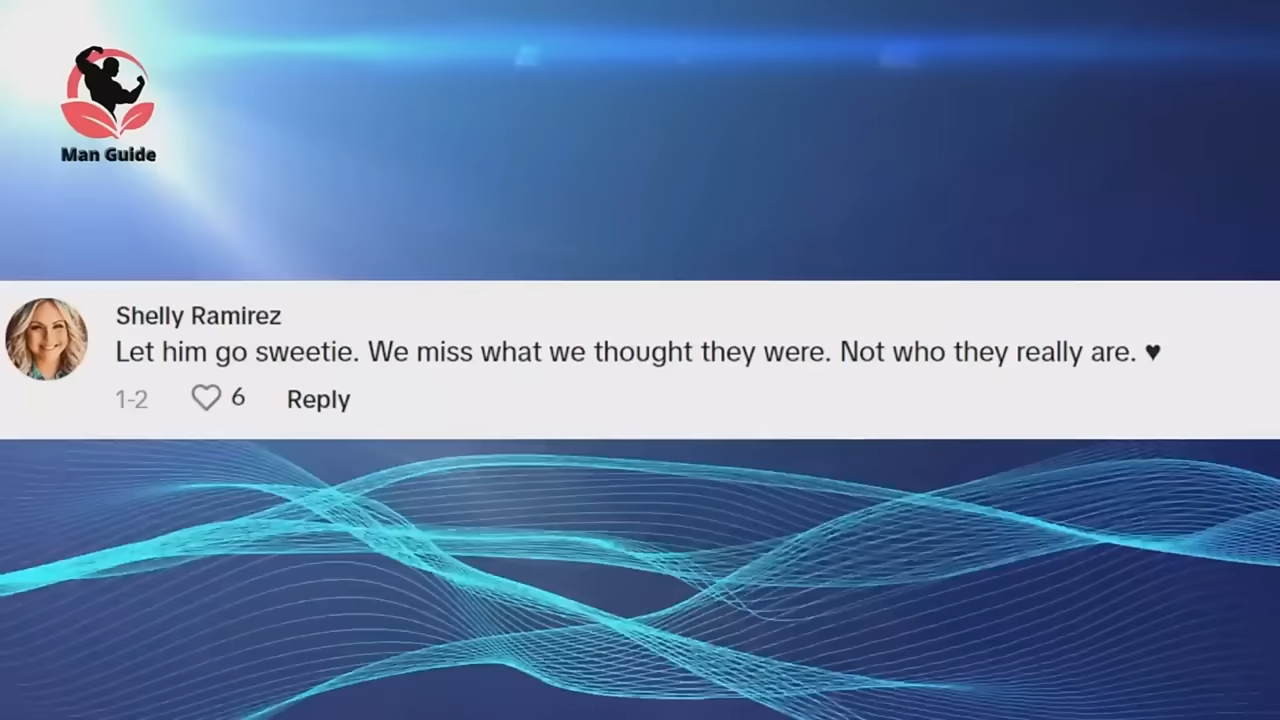 Man Guide
Shelly Ramirez
Let him go sweetie. We miss what we thought they were. Not who they really are. ♥
1-2 6 Reply